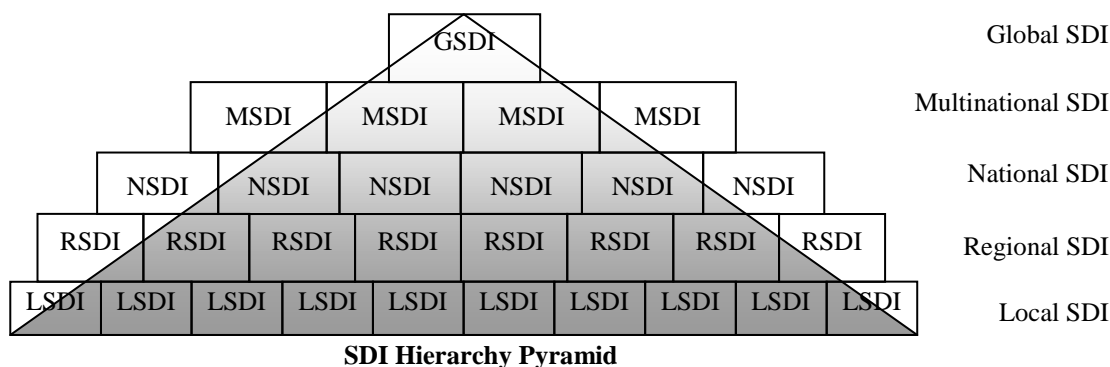 GSDI Global SDI
MSDI MSDI MSDI MSDI Multinational SDI
NSDI NSDI NSDI NSDI NSDI NSDI National SDI
RSDI RSDI RSDI RSDI RSDI RSDI RSDI RSDI Regional SDI
LSDI LSDI LSDI LSDI LSDI LSDI LSDI LSDI LSDI LSDI Local SDI
SDI Hierarchy Pyramid